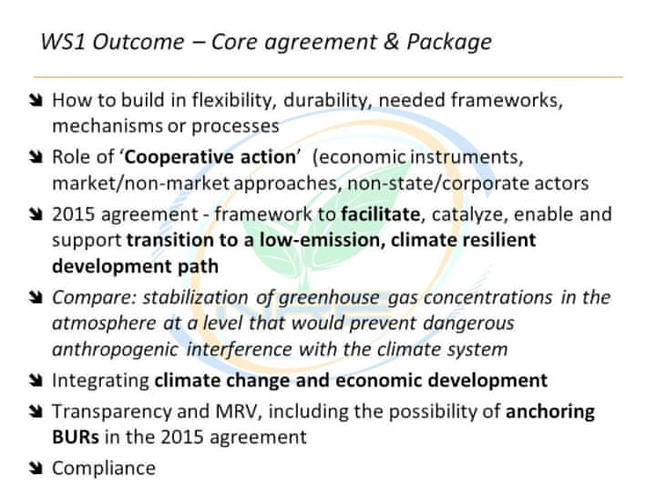 WS1 Outcome – Core agreement & Package
How to build in flexibility, durability, needed frameworks,
mechanisms or processes
Role of ‘Cooperative action’ (economic instruments,
market/non-market approaches, non-state/corporate actors
2015 agreement - framework to facilitate, catalyze, enable and
support transition to a low-emission, climate resilient
development path
Compare: stabilization of greenhouse gas concentrations in the
atmosphere at a level that would prevent dangerous
anthropogenic interference with the climate system
Integrating climate change and economic development
Transparency and MRV, including the possibility of anchoring
BURs in the 2015 agreement
Compliance